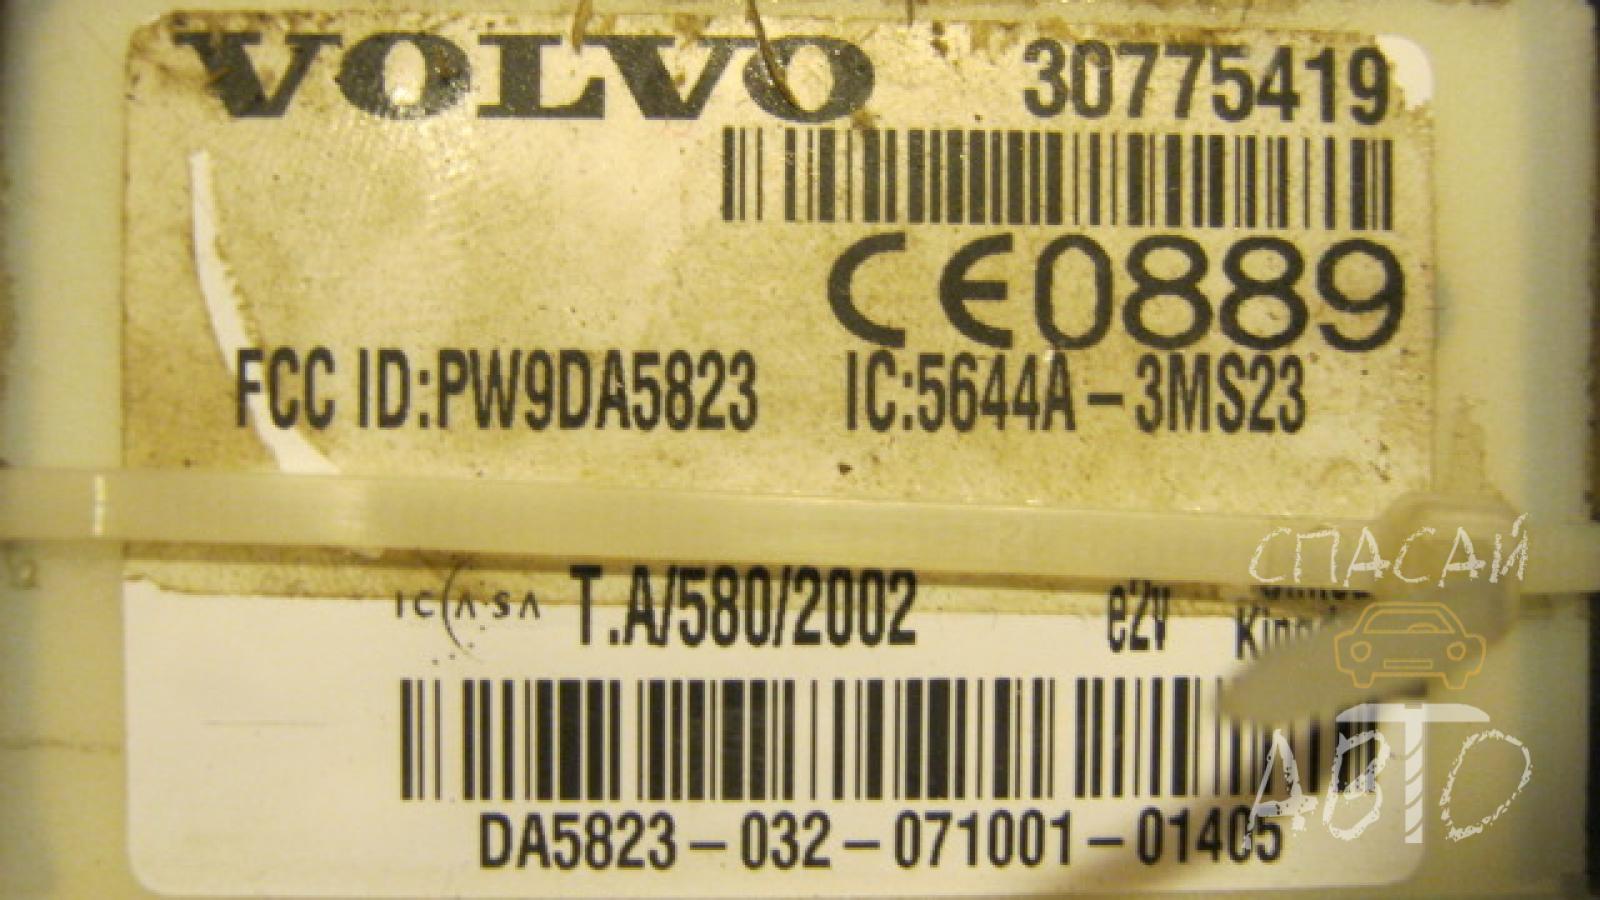 VOLVO 30775419
CE0889
FCC ID:PW9DA5823 IC:5644A-3MS23
ICASA T.A/580/2002 e2v
DA5823-032-071001-01405
СПАСАЙ
АВТО